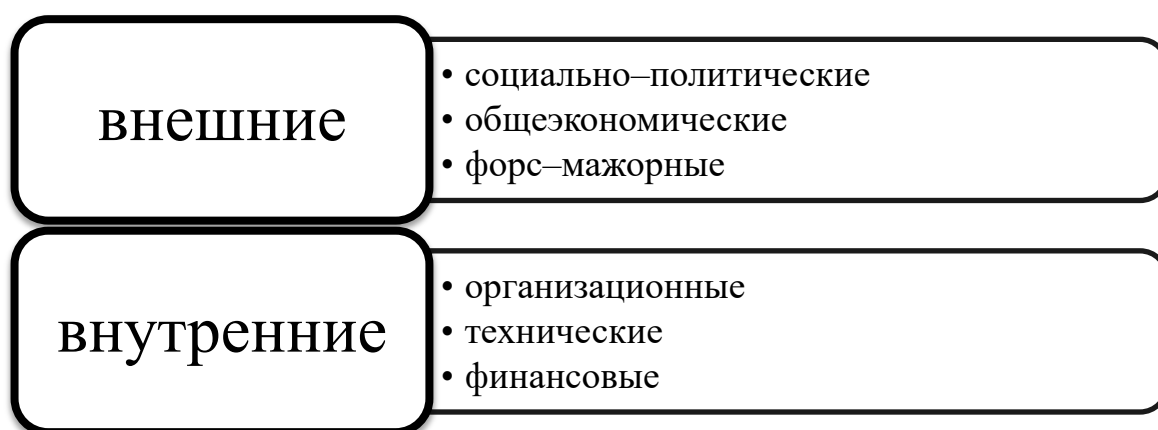 внешние
• социально–политические
• общеэкономические
• форс–мажорные
внутренние
• организационные
• технические
• финансовые